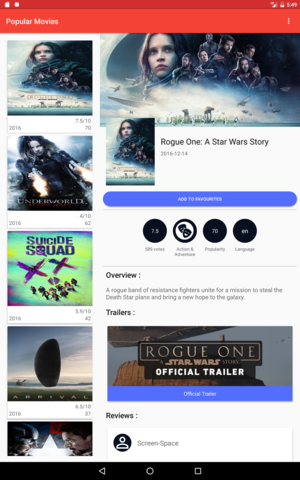 5:49
Popular Movies
7.5/10
2016 70
UNDERWORLD
4/10
2016 62
SUICIDE
SQUAD
5.9/10
2016 42
ARRIVAL
6.5/10
2016 37
Rogue One: A Star Wars Story
2016-12-14
ADD TO FAVOURITES
7.5
70
en
589 votes
Action &
Adventure
Popularity
Language
Overview :
A rogue band of resistance fighters unite for a mission to steal the
Death Star plans and bring a new hope to the galaxy.
Trailers :
ROGUE ONE
A STAR WARS STORY
OFFICIAL TRAILER
Official Trailer
Reviews :
Screen-Space